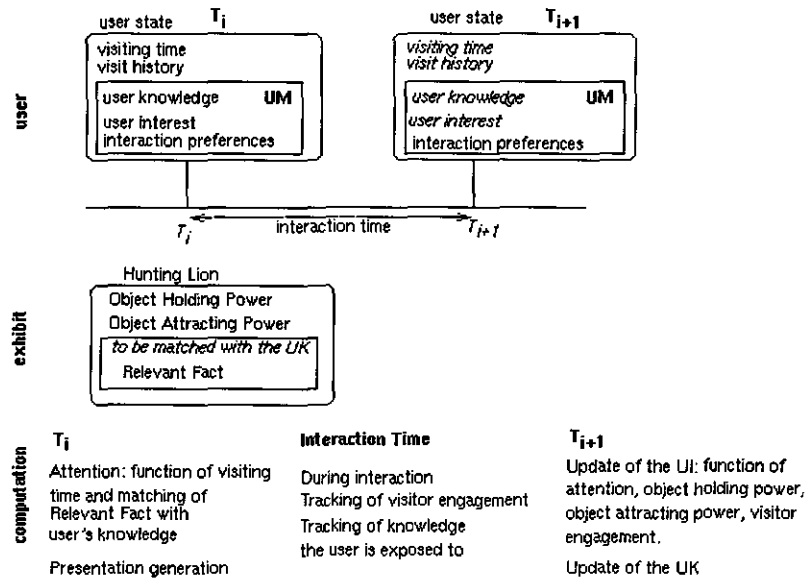 user state T_i
visiting time
visit history
user knowledge UM
user interest
interaction preferences
user state T_i+1
visiting time
visit history
user knowledge UM
user interest
interaction preferences
user
T_i interaction time T_i+1
Hunting Lion
Object Holding Power
Object Attracting Power
to be matched with the UK
Relevant Fact
exhibit
computation
T_i
Attention: function of visiting
time and matching of
Relevant Fact with
user's knowledge
Presentation generation
Interaction Time
During interaction
Tracking of visitor engagement
Tracking of knowledge
the user is exposed to
T_i+1
Update of the UI: function of
attention, object holding power,
object attracting power, visitor
engagement.
Update of the UK